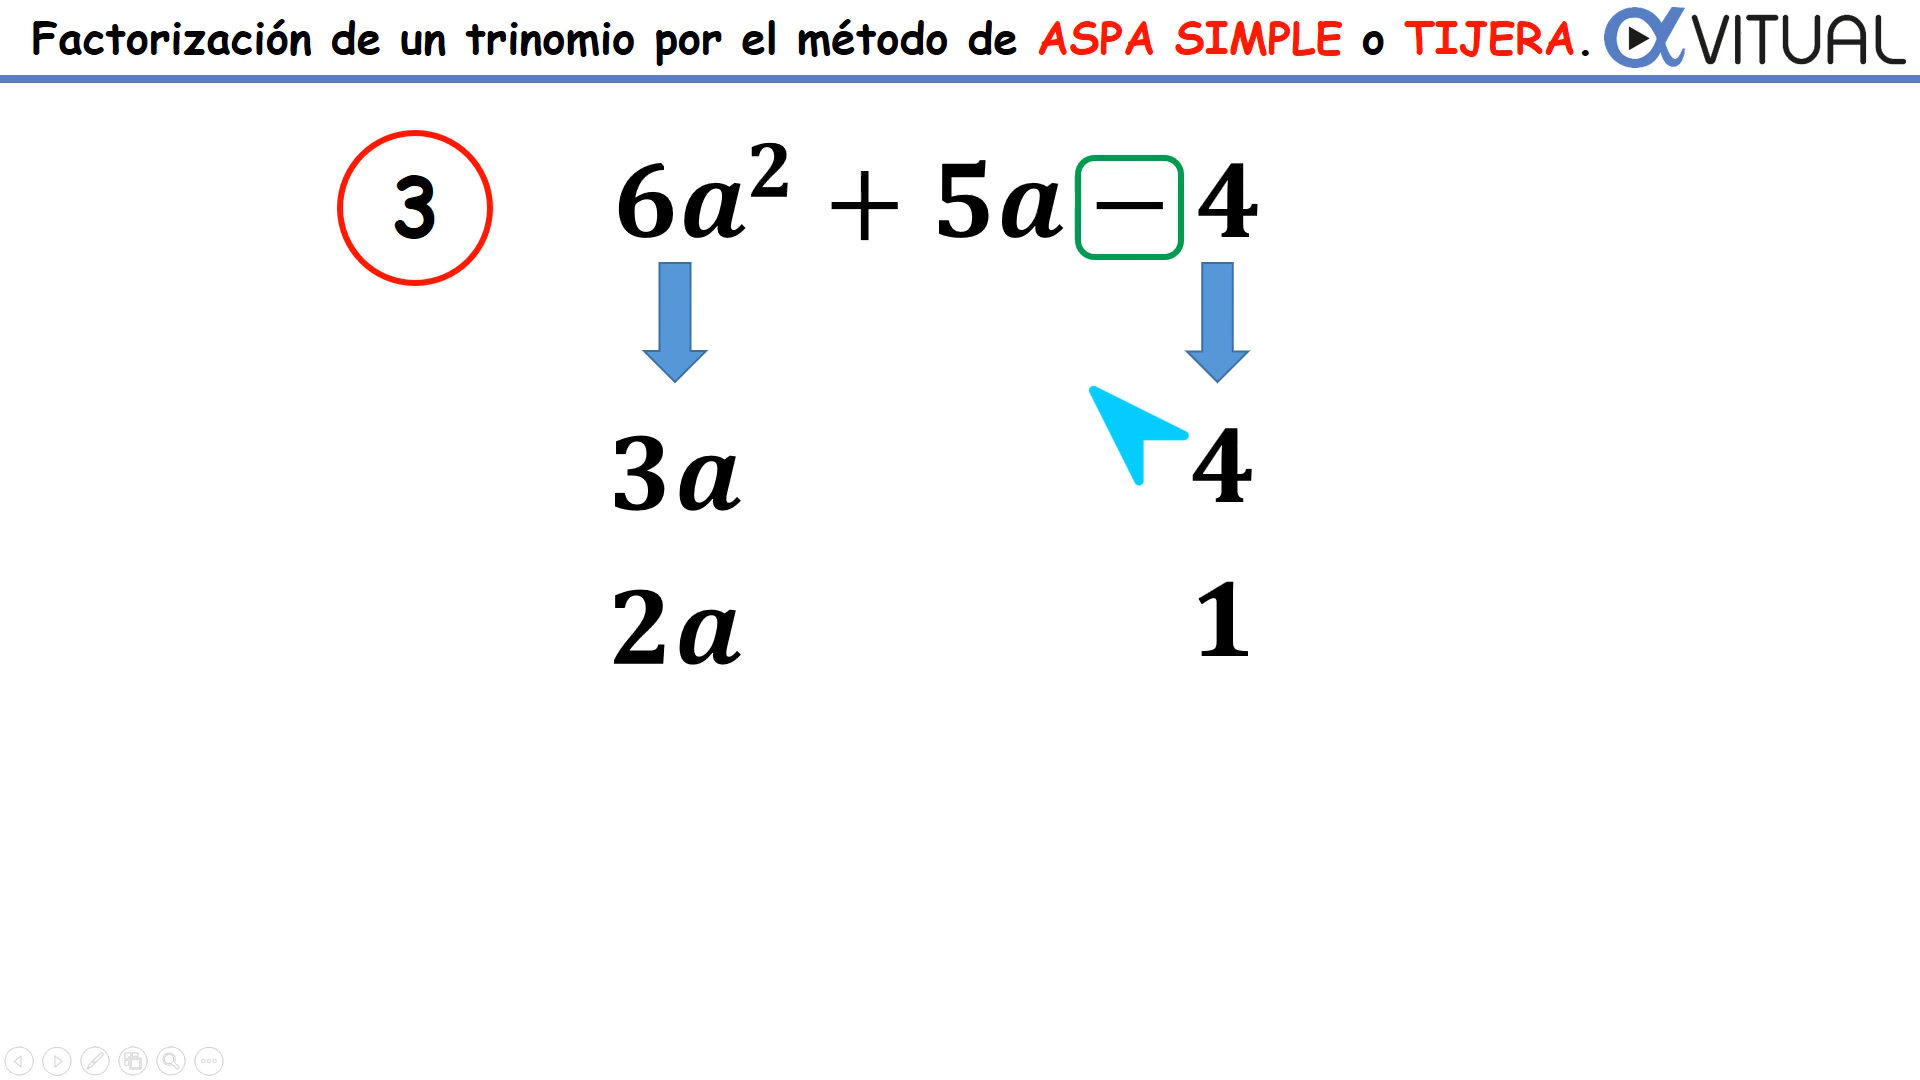 Factorización de un trinomio por el método de ASPA SIMPLE o TIJERA. αVITUAL
3 6a² + 5a − 4
3a 4
2a 1